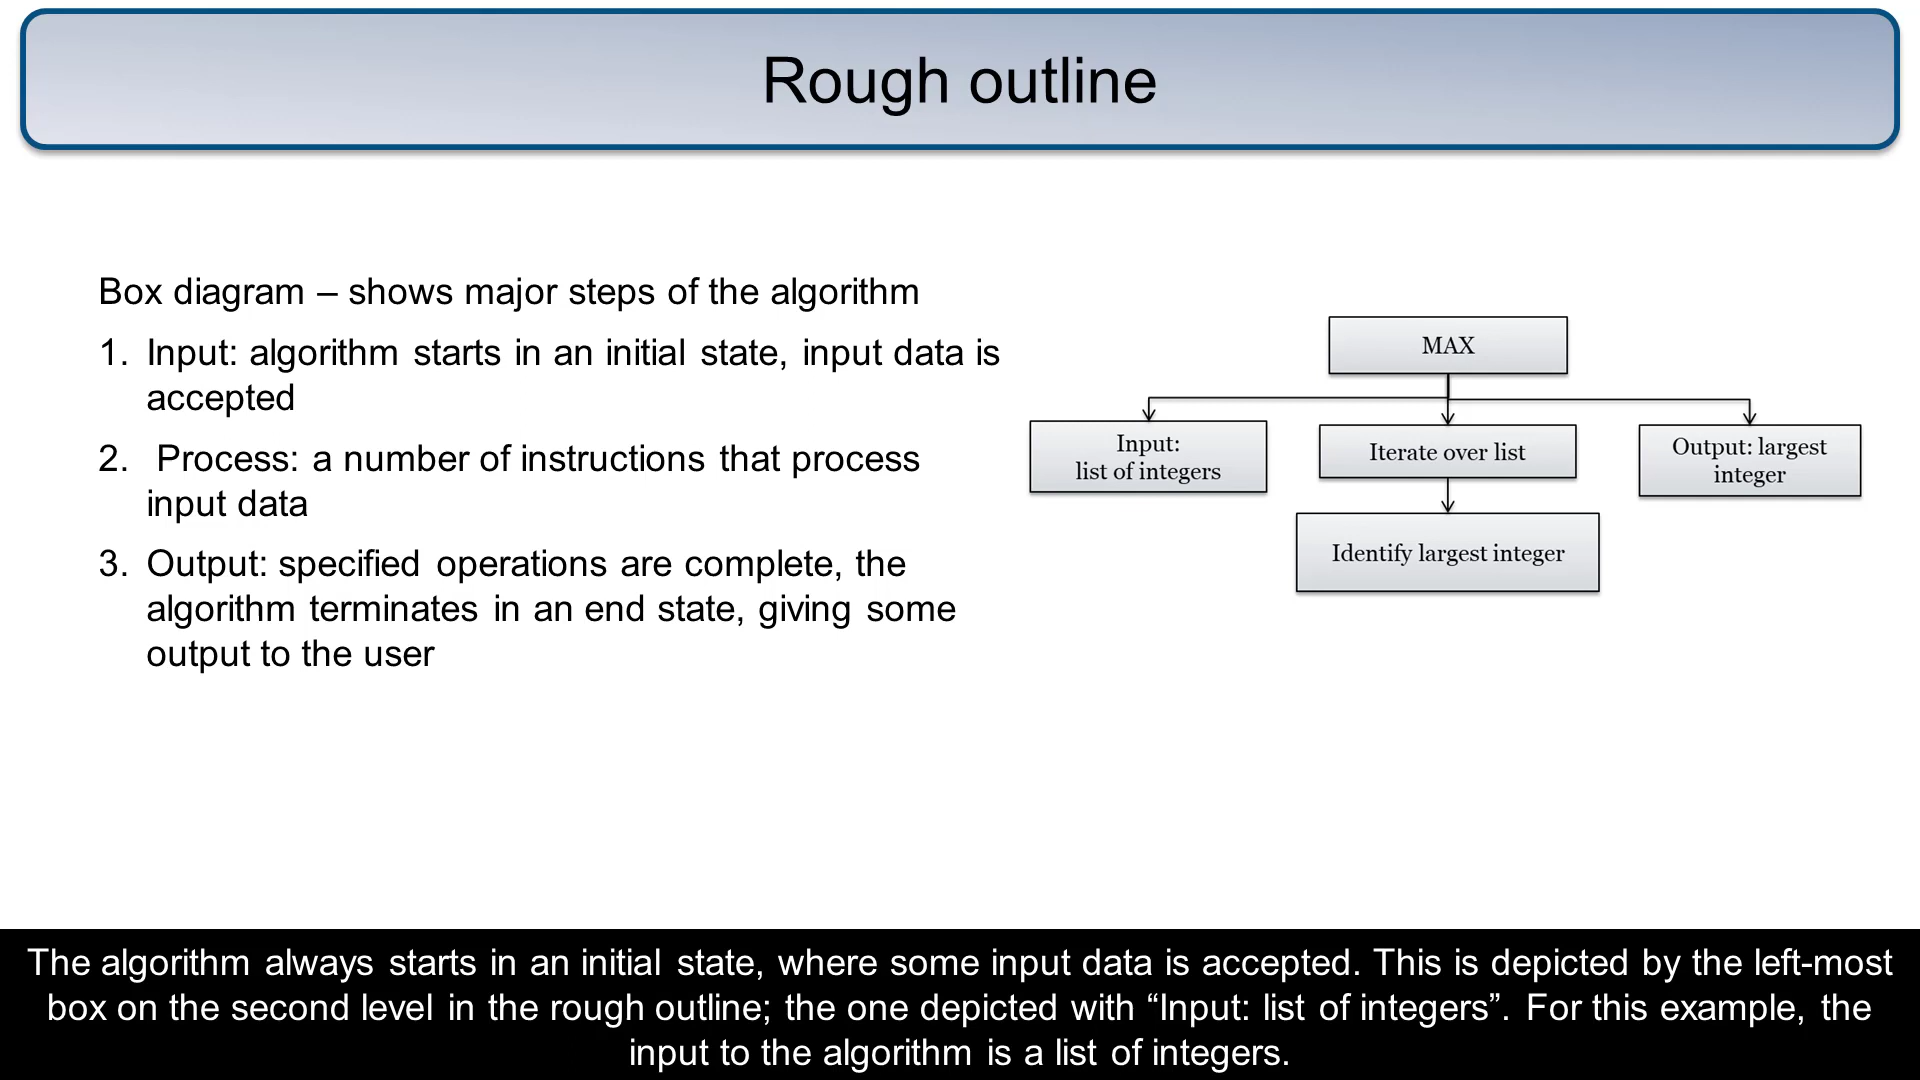 Rough outline
Box diagram – shows major steps of the algorithm
1. Input: algorithm starts in an initial state, input data is
accepted
2. Process: a number of instructions that process
input data
3. Output: specified operations are complete, the
algorithm terminates in an end state, giving some
output to the user
MAX
Input:
list of integers
Iterate over list
Output: largest
integer
Identify largest integer
The algorithm always starts in an initial state, where some input data is accepted. This is depicted by the left-most
box on the second level in the rough outline; the one depicted with “Input: list of integers”. For this example, the
input to the algorithm is a list of integers.